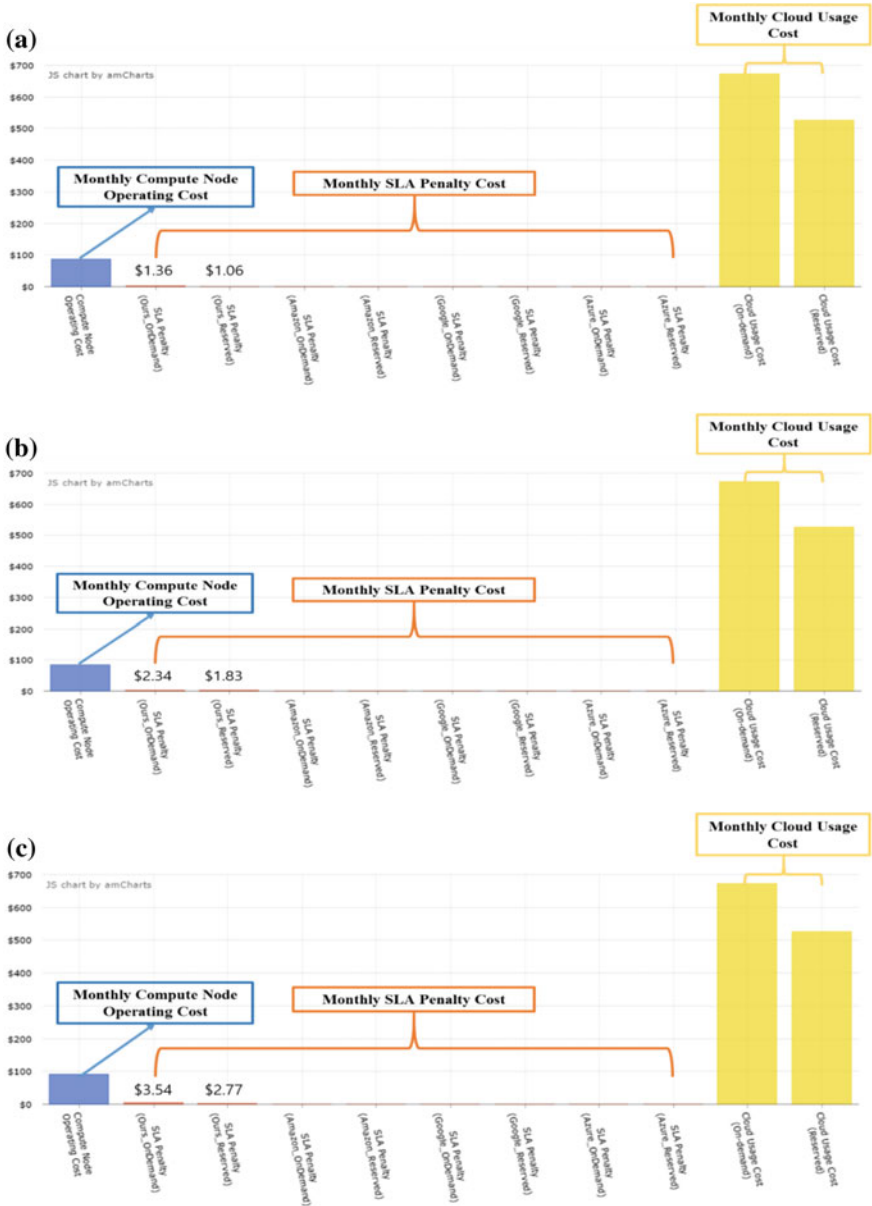 (a)
Monthly Cloud Usage
Cost
$700
JS chart by amCharts
$600
$500
$400
$300
$200
$100
$0
Monthly Compute Node
Operating Cost
Monthly SLA Penalty Cost
$1.36
$1.06
Compute Node
Operating Cost
SLA Penalty
(Ours_OnDemand)
SLA Penalty
(Ours_Reserved)
SLA Penalty
(Amazon_OnDemand)
SLA Penalty
(Amazon_Reserved)
SLA Penalty
(Google_OnDemand)
SLA Penalty
(Google_Reserved)
SLA Penalty
(Azure_OnDemand)
SLA Penalty
(Azure_Reserved)
Cloud Usage Cost
(On-demand)
Cloud Usage Cost
(Reserved)
(b)
Monthly Cloud Usage
Cost
$700
JS chart by amCharts
$600
$500
$400
$300
$200
$100
$0
Monthly Compute Node
Operating Cost
Monthly SLA Penalty Cost
$2.34
$1.83
Compute Node
Operating Cost
SLA Penalty
(Ours_OnDemand)
SLA Penalty
(Ours_Reserved)
SLA Penalty
(Amazon_OnDemand)
SLA Penalty
(Amazon_Reserved)
SLA Penalty
(Google_OnDemand)
SLA Penalty
(Google_Reserved)
SLA Penalty
(Azure_OnDemand)
SLA Penalty
(Azure_Reserved)
Cloud Usage Cost
(On-demand)
Cloud Usage Cost
(Reserved)
(c)
Monthly Cloud Usage
Cost
$700
JS chart by amCharts
$600
$500
$400
$300
$200
$100
$0
Monthly Compute Node
Operating Cost
Monthly SLA Penalty Cost
$3.54
$2.77
Compute Node
Operating Cost
SLA Penalty
(Ours_OnDemand)
SLA Penalty
(Ours_Reserved)
SLA Penalty
(Amazon_OnDemand)
SLA Penalty
(Amazon_Reserved)
SLA Penalty
(Google_OnDemand)
SLA Penalty
(Google_Reserved)
SLA Penalty
(Azure_OnDemand)
SLA Penalty
(Azure_Reserved)
Cloud Usage Cost
(On-demand)
Cloud Usage Cost
(Reserved)